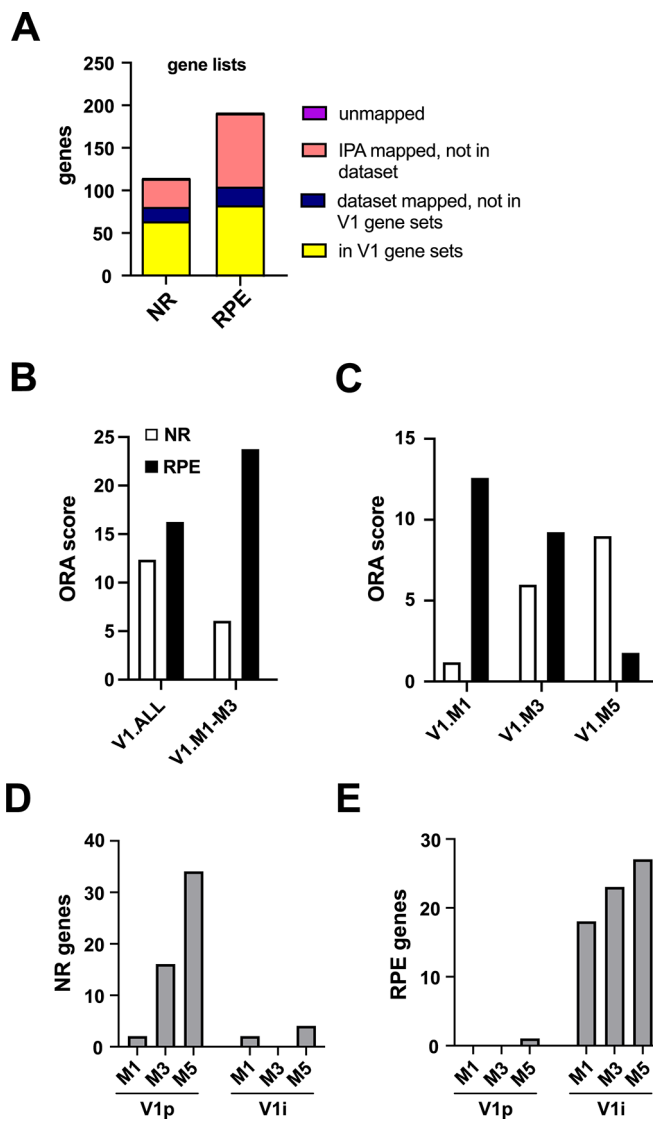 A
gene lists
genes
250
200
150
100
50
0
NR
RPE
unmapped
IPA mapped, not in
dataset
dataset mapped, not in
V1 gene sets
in V1 gene sets
B
ORA score
25
20
15
10
5
0
NR
RPE
V1.ALL
V1.M1-M3
C
ORA score
15
10
5
0
V1.M1
V1.M3
V1.M5
D
NR genes
40
30
20
10
0
M1
M3
M5
M1
M3
M5
V1p
V1i
E
RPE genes
30
20
10
0
M1
M3
M5
M1
M3
M5
V1p
V1i